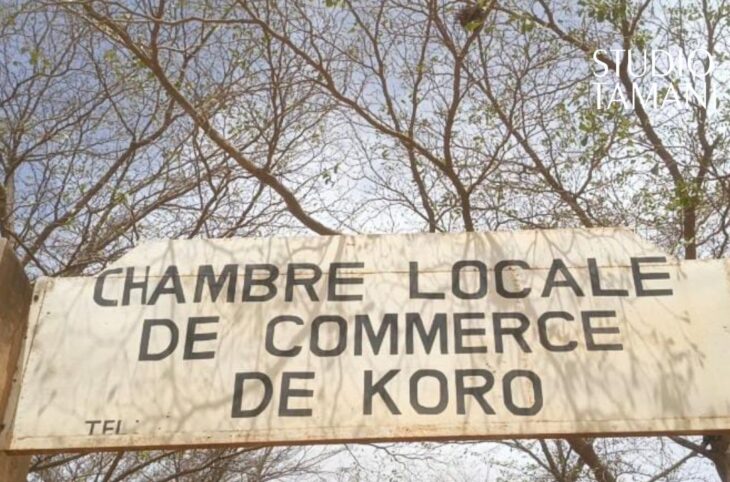 STUDIO
TAMANI
CHAMBRE LOCALE
DE COMMERCE
DE KORO
TEL: